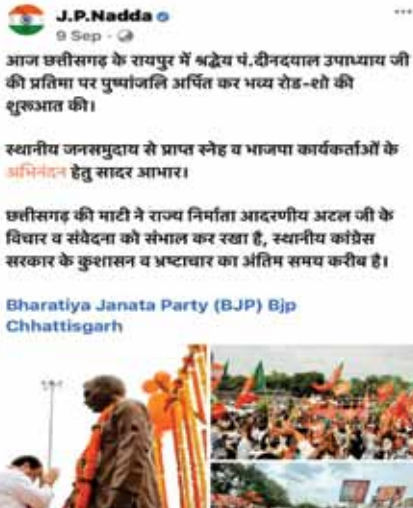 J.P.Nadda
9 Sep ·
आज छत्तीसगढ़ के रायपुर में श्रद्धेय पं.दीनदयाल उपाध्याय जी
की प्रतिमा पर पुष्पांजलि अर्पित कर भव्य रोड-शो की
शुरूआत की।
स्थानीय जनसमुदाय से प्राप्त स्नेह व भाजपा कार्यकर्ताओं के
अभिनंदन हेतु सादर आभार।
छत्तीसगढ़ की माटी ने राज्य निर्माता आदरणीय अटल जी के
विचार व संवेदना को संभाल कर रखा है, स्थानीय कांग्रेस
सरकार के कुशासन व भ्रष्टाचार का अंतिम समय करीब है।
Bharatiya Janata Party (BJP) Bjp
Chhattisgarh